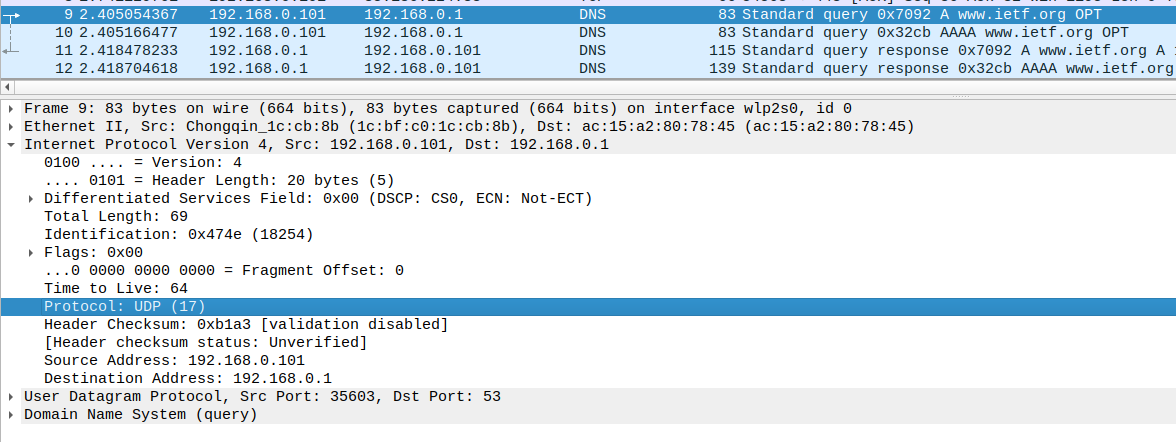 9 2.405054367 192.168.0.101 192.168.0.1 DNS 83 Standard query 0x7092 A www.ietf.org OPT
10 2.405166477 192.168.0.101 192.168.0.1 DNS 83 Standard query 0x32cb AAAA www.ietf.org OPT
11 2.418478233 192.168.0.1 192.168.0.101 DNS 115 Standard query response 0x7092 A www.ietf.org A
12 2.418704618 192.168.0.1 192.168.0.101 DNS 139 Standard query response 0x32cb AAAA www.ietf.org
Frame 9: 83 bytes on wire (664 bits), 83 bytes captured (664 bits) on interface wlp2s0, id 0
Ethernet II, Src: Chongqin_1c:cb:8b (1c:bf:c0:1c:cb:8b), Dst: ac:15:a2:80:78:45 (ac:15:a2:80:78:45)
Internet Protocol Version 4, Src: 192.168.0.101, Dst: 192.168.0.1
0100 .... = Version: 4
.... 0101 = Header Length: 20 bytes (5)
Differentiated Services Field: 0x00 (DSCP: CS0, ECN: Not-ECT)
Total Length: 69
Identification: 0x474e (18254)
Flags: 0x00
...0 0000 0000 0000 = Fragment Offset: 0
Time to Live: 64
Protocol: UDP (17)
Header Checksum: 0xb1a3 [validation disabled]
[Header checksum status: Unverified]
Source Address: 192.168.0.101
Destination Address: 192.168.0.1
User Datagram Protocol, Src Port: 35603, Dst Port: 53
Domain Name System (query)